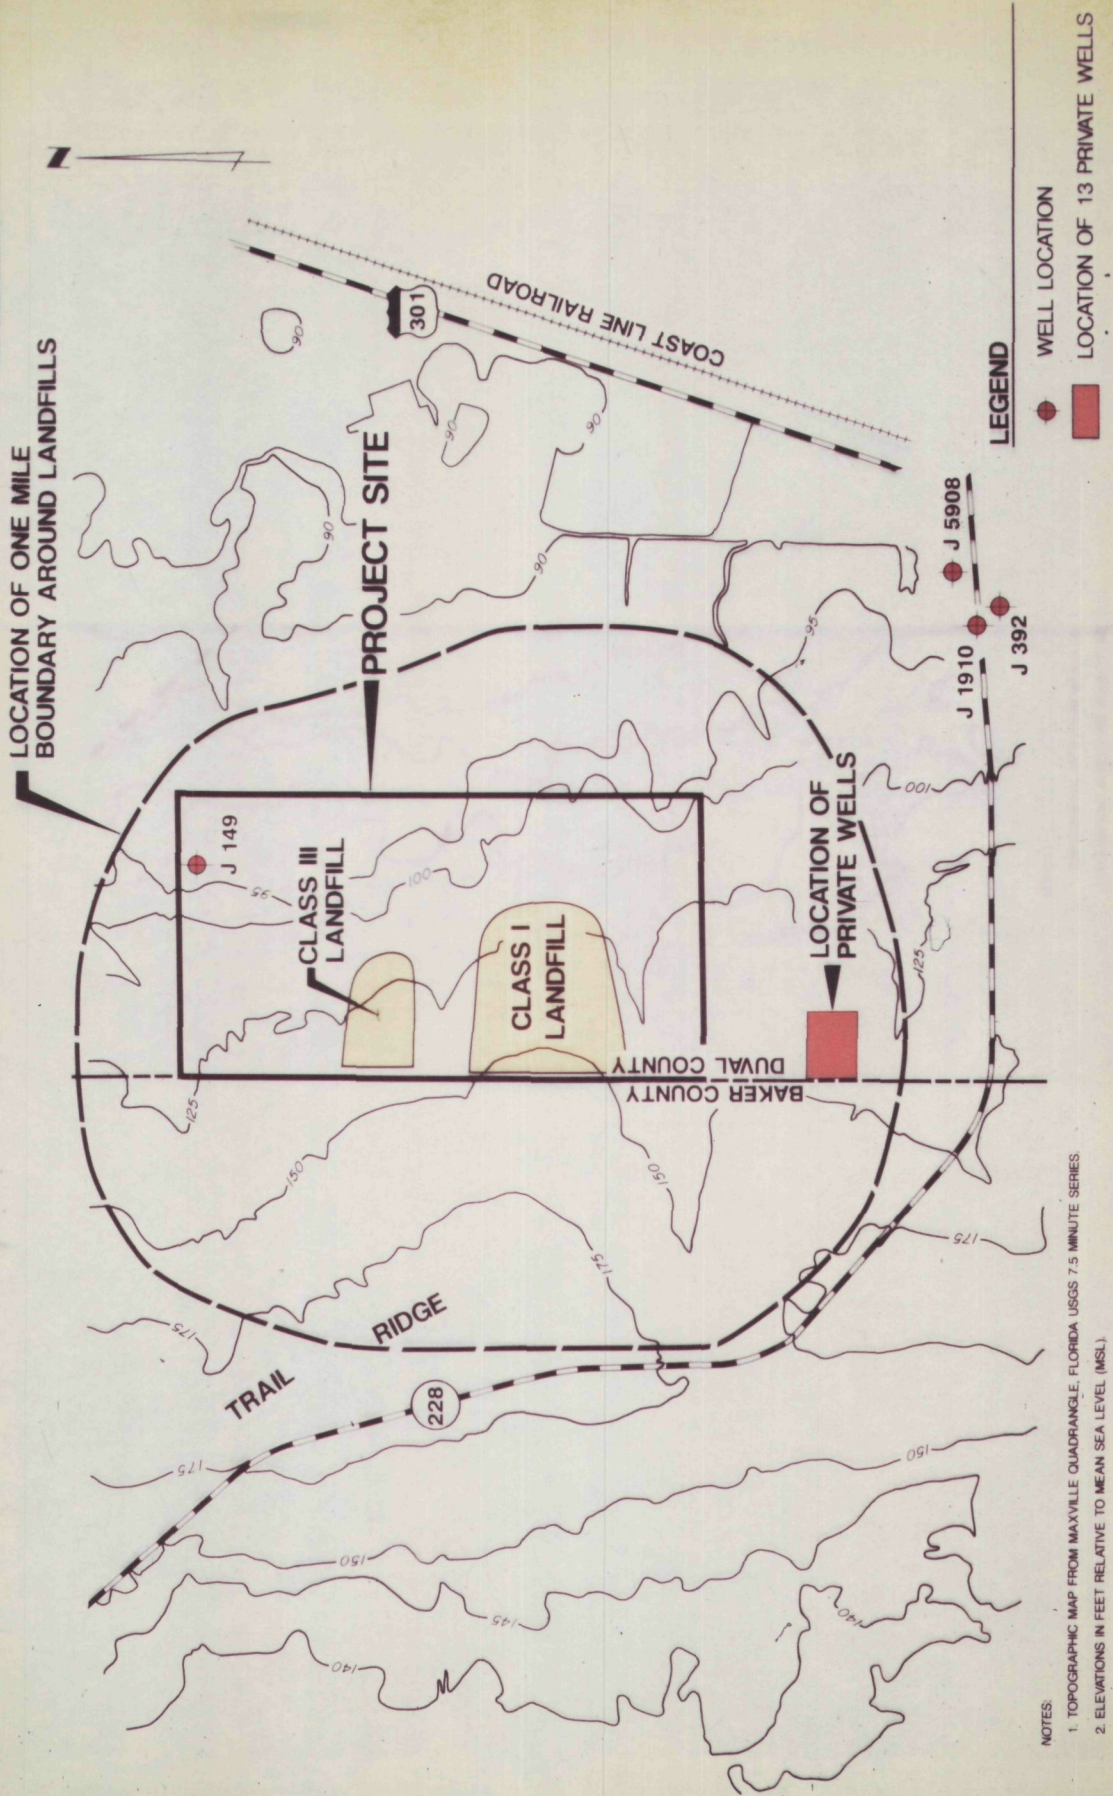 LOCATION OF ONE MILE
BOUNDARY AROUND LANDFILLS
N
TRAIL
RIDGE
228
301
COAST LINE RAILROAD
PROJECT SITE
J 149
CLASS III
LANDFILL
CLASS I
LANDFILL
BAKER COUNTY
DUVAL COUNTY
LOCATION OF
PRIVATE WELLS
J 1910
J 392
J 5908
140
145
150
175
175
150
125
95
100
90
90
90
90
90
150
175
95
100
125
175
150
140
LEGEND
WELL LOCATION
LOCATION OF 13 PRIVATE WELLS
NOTES:
1. TOPOGRAPHIC MAP FROM MAXVILLE QUADRANGLE, FLORIDA USGS 7.5 MINUTE SERIES.
2. ELEVATIONS IN FEET RELATIVE TO MEAN SEA LEVEL (MSL).